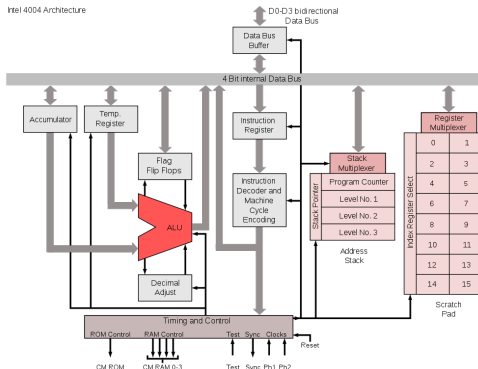 Intel 4004 Architecture
D0-D3 bidirectional
Data Bus
Data Bus
Buffer
4 Bit internal Data Bus
Accumulator
Temp.
Register
Instruction
Register
Register
Multiplexer
Flag
Flip Flops
Stack
Multiplexer
Instruction
Decoder and
Machine
Cycle
Encoding
Stack Pointer
Program Counter
Level No. 1
Level No. 2
Level No. 3
Address
Stack
Index Register Select
0 1
2 3
4 5
6 7
8 9
10 11
12 13
14 15
Scratch
Pad
ALU
Decimal
Adjust
Timing and Control
ROM Control RAM Control Test Sync Clocks
Reset
CM ROM CM RAM 0-3 Test Sync Ph1 Ph2